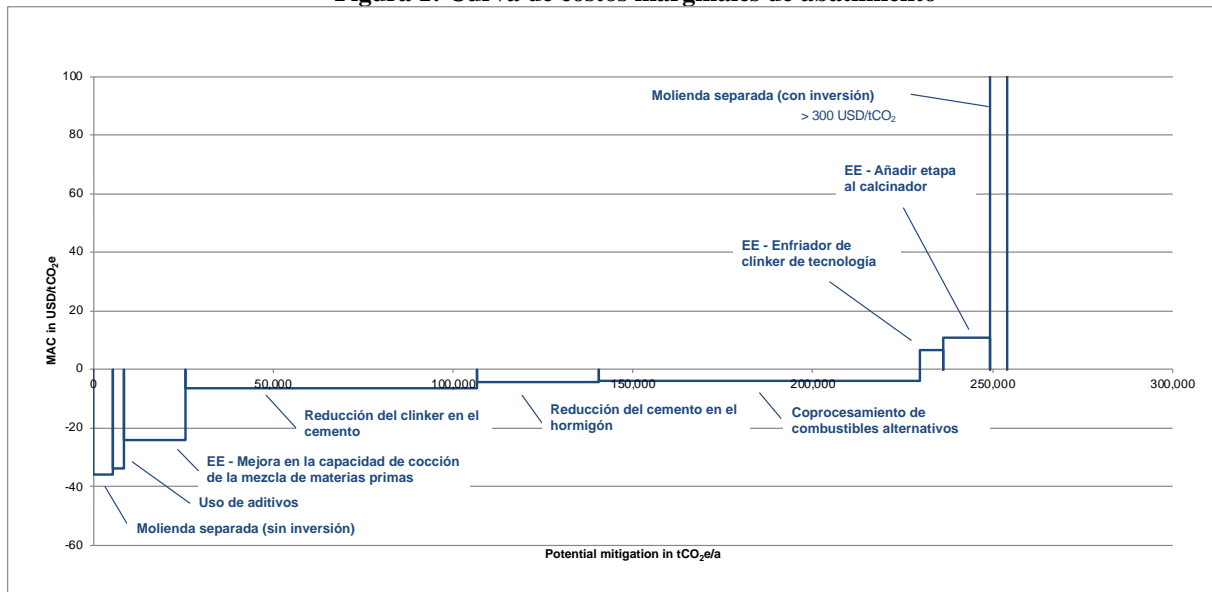 Figura 1: Curva de costos marginales de abatimiento
100
80
60
40
20
0
-20
-40
-60
MAC in USD/tCO2e
0
50,000
100,000
150,000
200,000
250,000
300,000
Potential mitigation in tCO2e/a
Molienda separada (con inversión)
> 300 USD/tCO2
EE - Añadir etapa
al calcinador
EE - Enfriador de
clínker de tecnología
Reducción del clinker en el
cemento
Reducción del cemento en el
hormigón
Coprocesamiento de
combustibles alternativos
EE - Mejora en la capacidad de cocción
de la mezcla de materias primas
Uso de aditivos
Molienda separada (sin inversión)